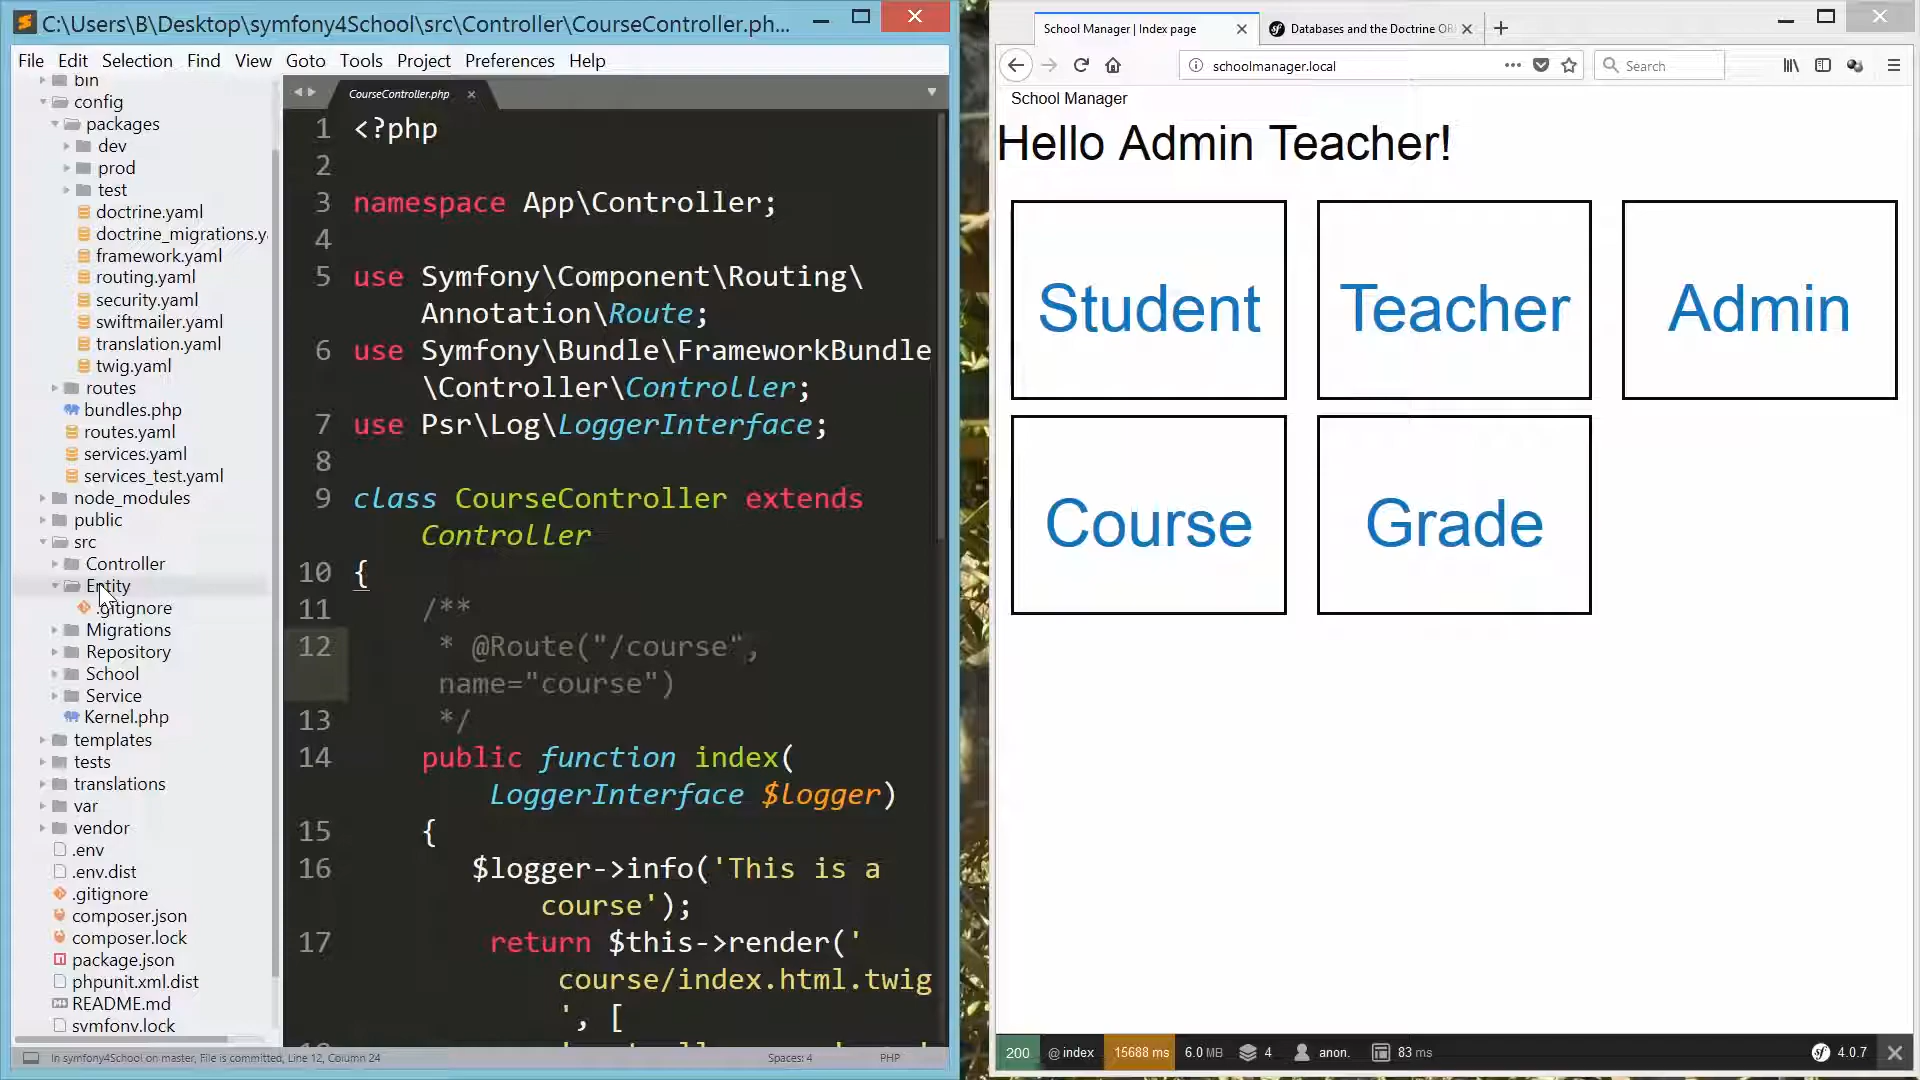 C:\Users\B\Desktop\symfony4School\src\Controller\CourseController.ph...
File Edit Selection Find View Goto Tools Project Preferences Help
bin
config
packages
dev
prod
test
doctrine.yaml
doctrine_migrations.y
framework.yaml
routing.yaml
security.yaml
swiftmailer.yaml
translation.yaml
twig.yaml
routes
bundles.php
routes.yaml
services.yaml
services_test.yaml
node_modules
public
src
Controller
Entity
.gitignore
Migrations
Repository
School
Service
Kernel.php
templates
tests
translations
var
vendor
.env
.env.dist
.gitignore
composer.json
composer.lock
package.json
phpunit.xml.dist
README.md
symfony.lock
CourseController.php
1 <?php
2
3 namespace App\Controller;
4
5 use Symfony\Component\Routing\
Annotation\Route;
6 use Symfony\Bundle\FrameworkBundle
\Controller\Controller;
7 use Psr\Log\LoggerInterface;
8
9 class CourseController extends
Controller
10 {
11 /**
12 * @Route("/course",
name="course")
13 */
14 public function index(
LoggerInterface $logger)
15 {
16 $logger->info('This is a
course');
17 return $this->render('
course/index.html.twig
', [
In symfony4School on master, File is committed, Line 12, Column 24
Spaces: 4
PHP
School Manager | Index page
Databases and the Doctrine OR
schoolmanager.local
Search
School Manager
Hello Admin Teacher!
Student
Teacher
Admin
Course
Grade
200 @ index 15688 ms 6.0 MB 4 anon. 83 ms 4.0.7